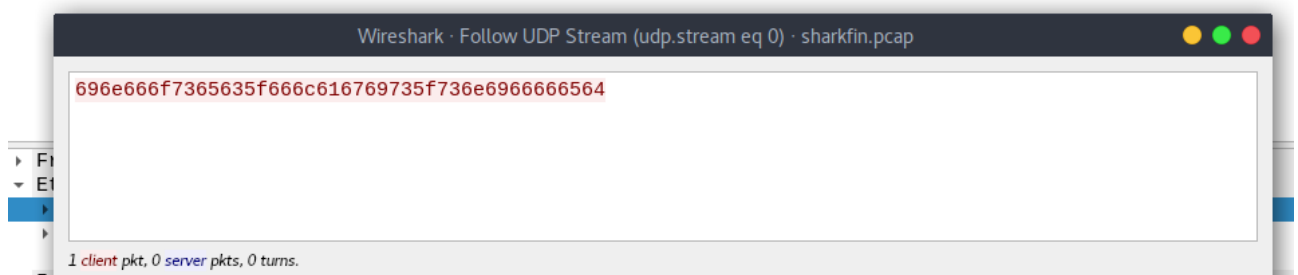 Wireshark · Follow UDP Stream (udp.stream eq 0) · sharkfin.pcap
696e666f7365635f666c616769735f736e6966666564
Et
1 client pkt, 0 server pkts, 0 turns.